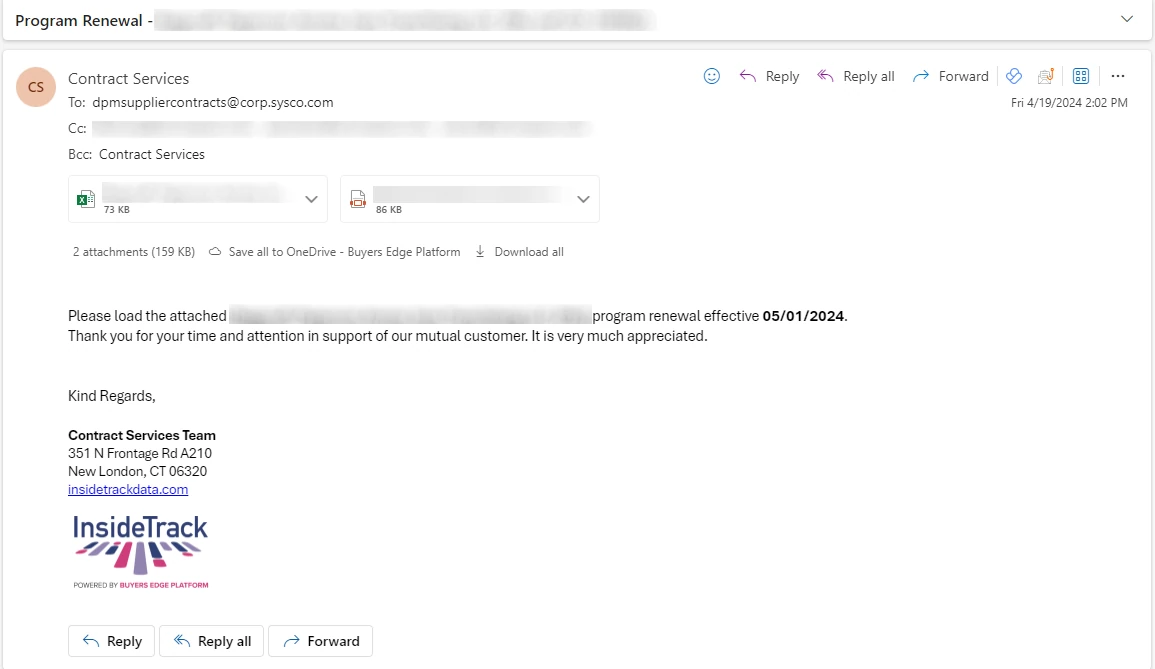 Program Renewal -
CS
Contract Services
Reply
Reply all
Forward
To: dpmsuppliercontracts@corp.sysco.com
Fri 4/19/2024 2:02 PM
Cc:
Bcc: Contract Services
73 KB
86 KB
2 attachments (159 KB)
Save all to OneDrive - Buyers Edge Platform
Download all
Please load the attached program renewal effective 05/01/2024.
Thank you for your time and attention in support of our mutual customer. It is very much appreciated.
Kind Regards,
Contract Services Team
351 N Frontage Rd A210
New London, CT 06320
insidetrackdata.com
InsideTrack
POWERED BY BUYERS EDGE PLATFORM
Reply
Reply all
Forward